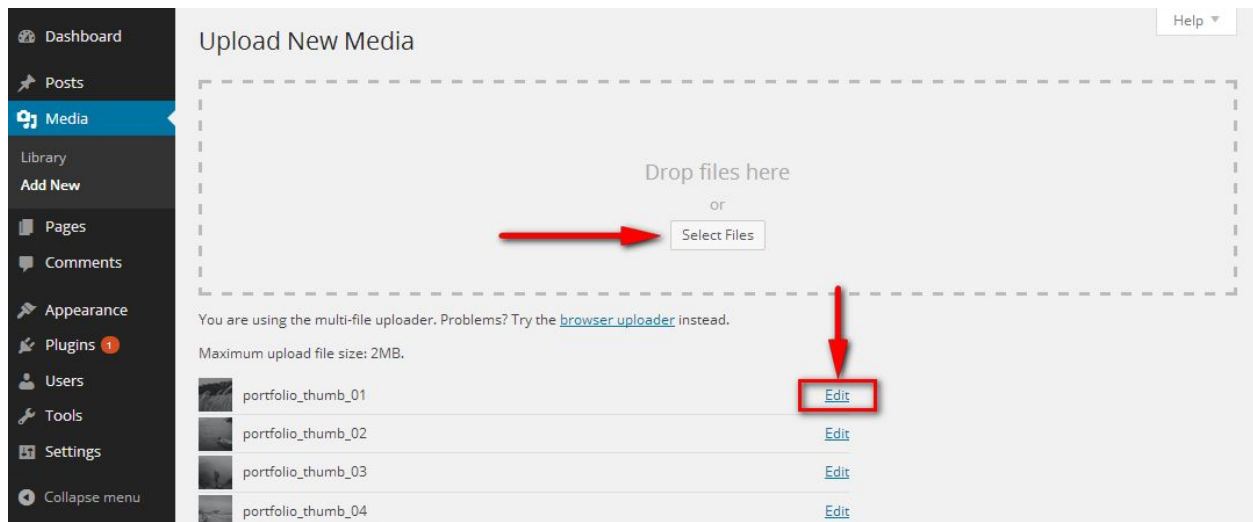 Dashboard
Posts
Media
Library
Add New
Pages
Comments
Appearance
Plugins 1
Users
Tools
Settings
Collapse menu
Help
Upload New Media
Drop files here
or
Select Files
You are using the multi-file uploader. Problems? Try the browser uploader instead.
Maximum upload file size: 2MB.
portfolio_thumb_01 Edit
portfolio_thumb_02 Edit
portfolio_thumb_03 Edit
portfolio_thumb_04 Edit